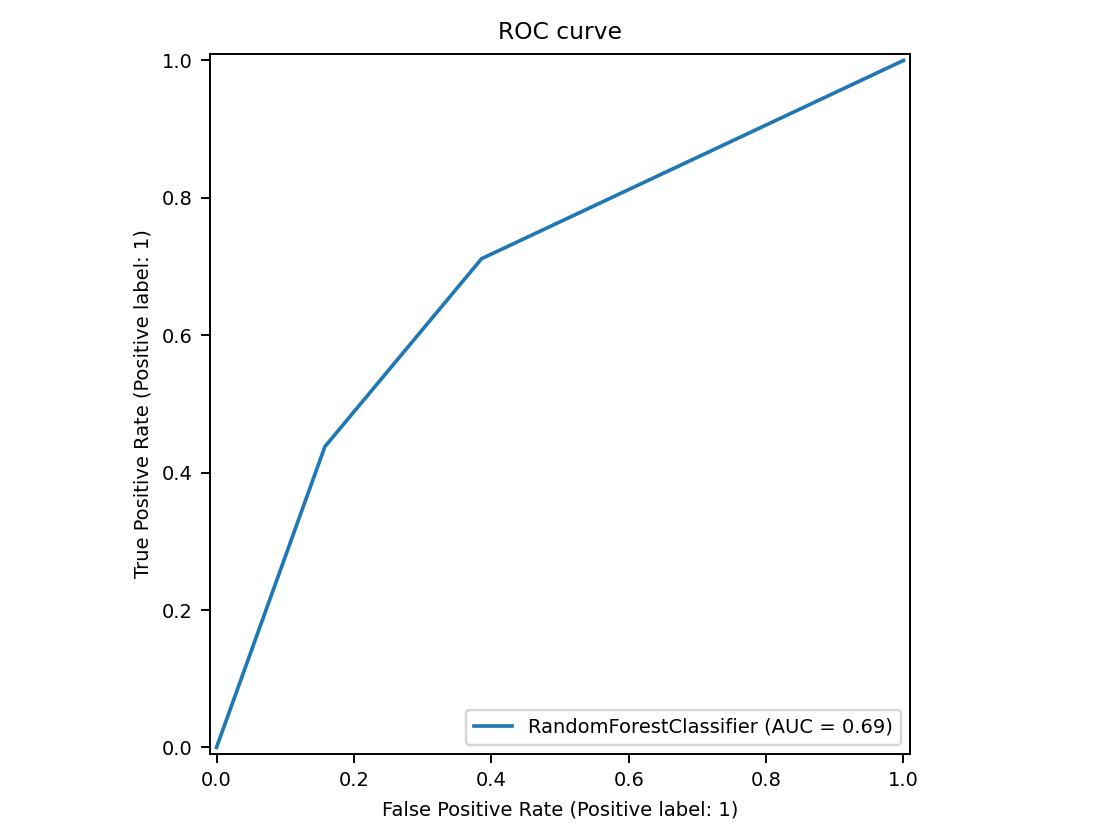 ROC curve
1.0
0.8
0.6
0.4
0.2
0.0
True Positive Rate (Positive label: 1)
RandomForestClassifier (AUC = 0.69)
0.0 0.2 0.4 0.6 0.8 1.0
False Positive Rate (Positive label: 1)